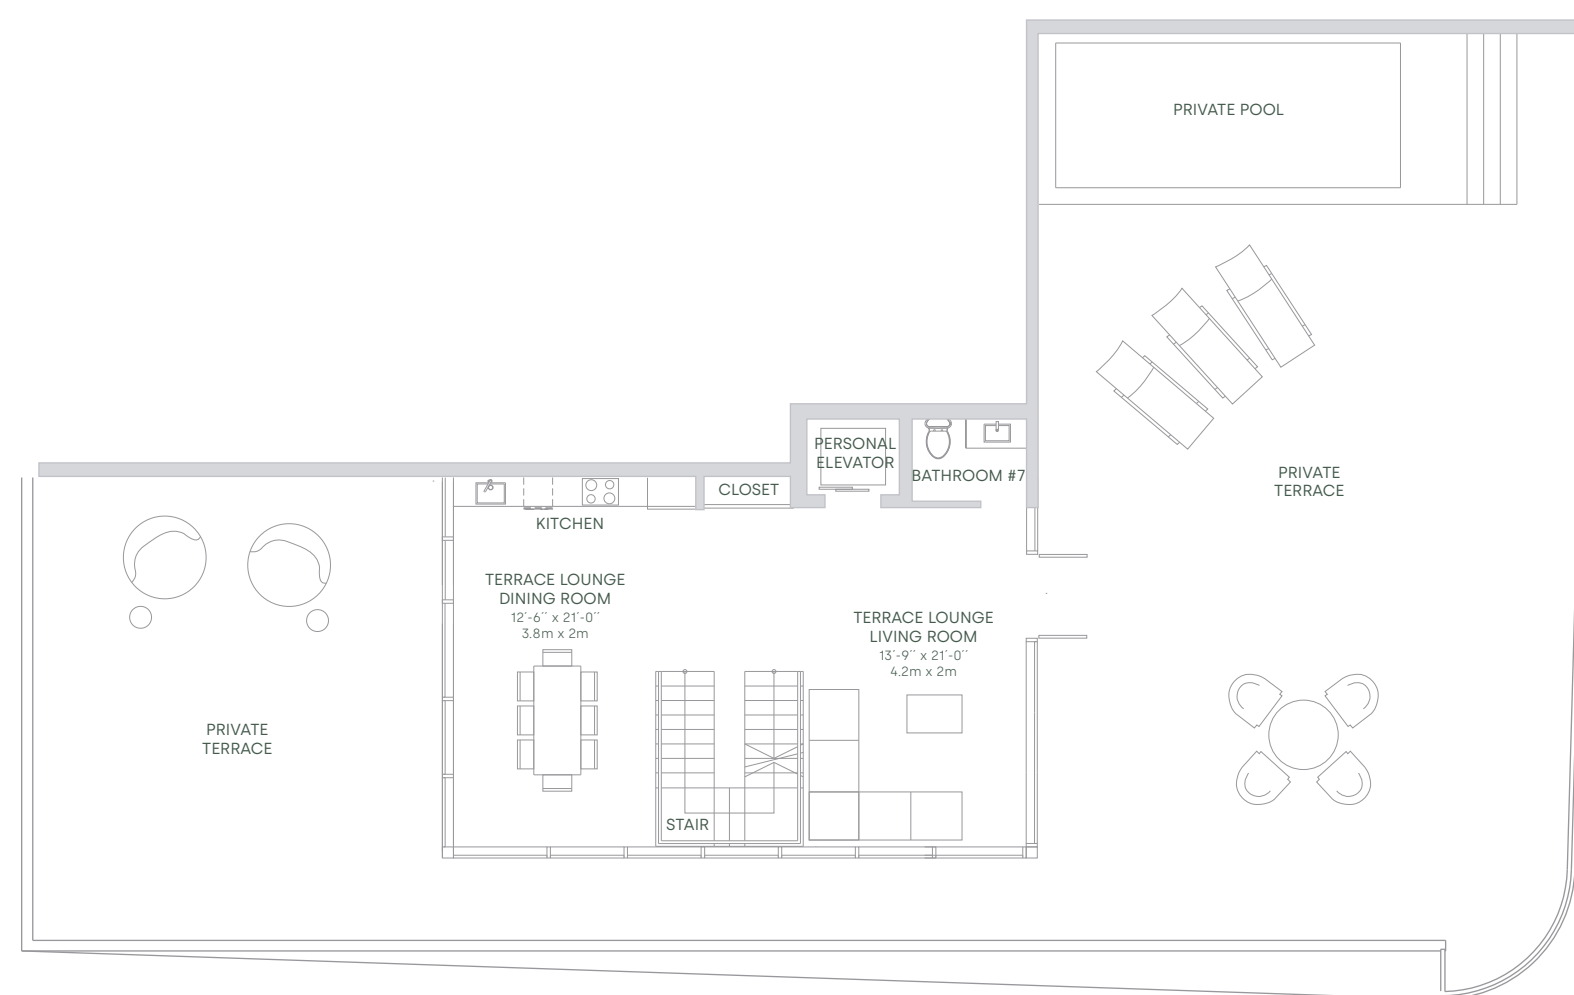 PRIVATE POOL
PERSONAL
ELEVATOR
BATHROOM #7
PRIVATE
TERRACE
CLOSET
KITCHEN
TERRACE LOUNGE
DINING ROOM
12´-6´´ x 21´-0´´
3.8m x 2m
TERRACE LOUNGE
LIVING ROOM
13´-9´´ x 21´-0´´
4.2m x 2m
PRIVATE
TERRACE
STAIR